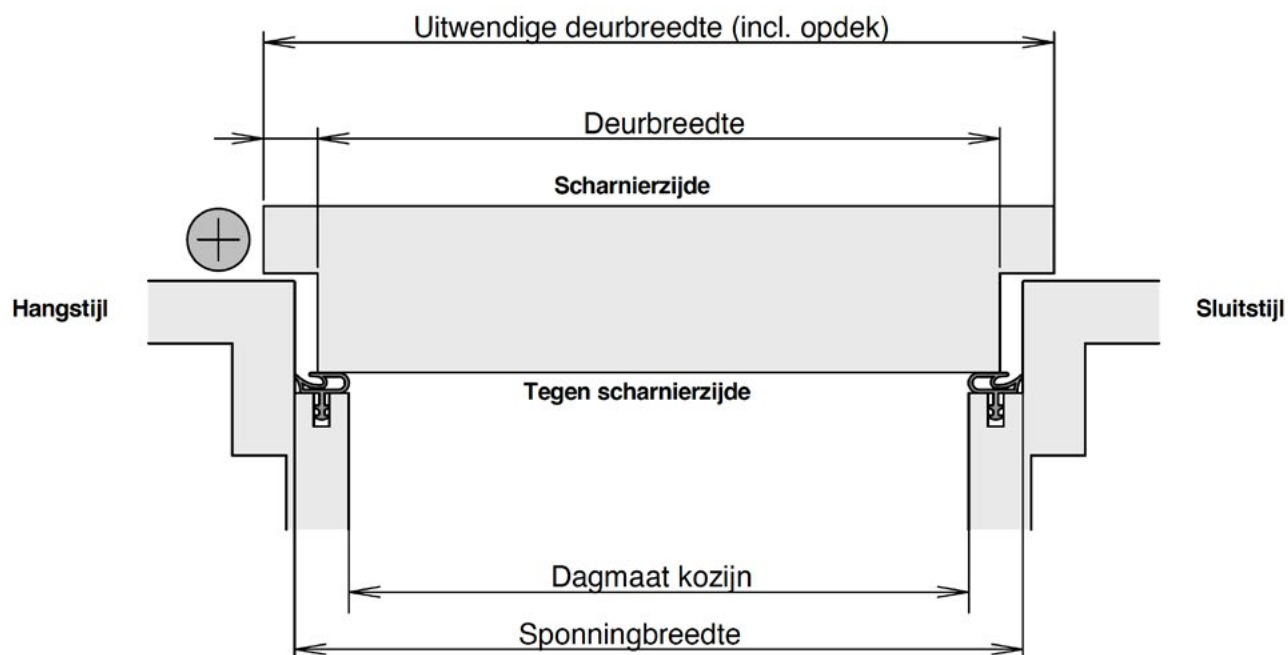 Uitwendige deurbreedte (incl. opdek)
Deurbreedte
Scharnierzijde
Hangstijl
Sluitstijl
Tegen scharnierzijde
Dagmaat kozijn
Sponningbreedte